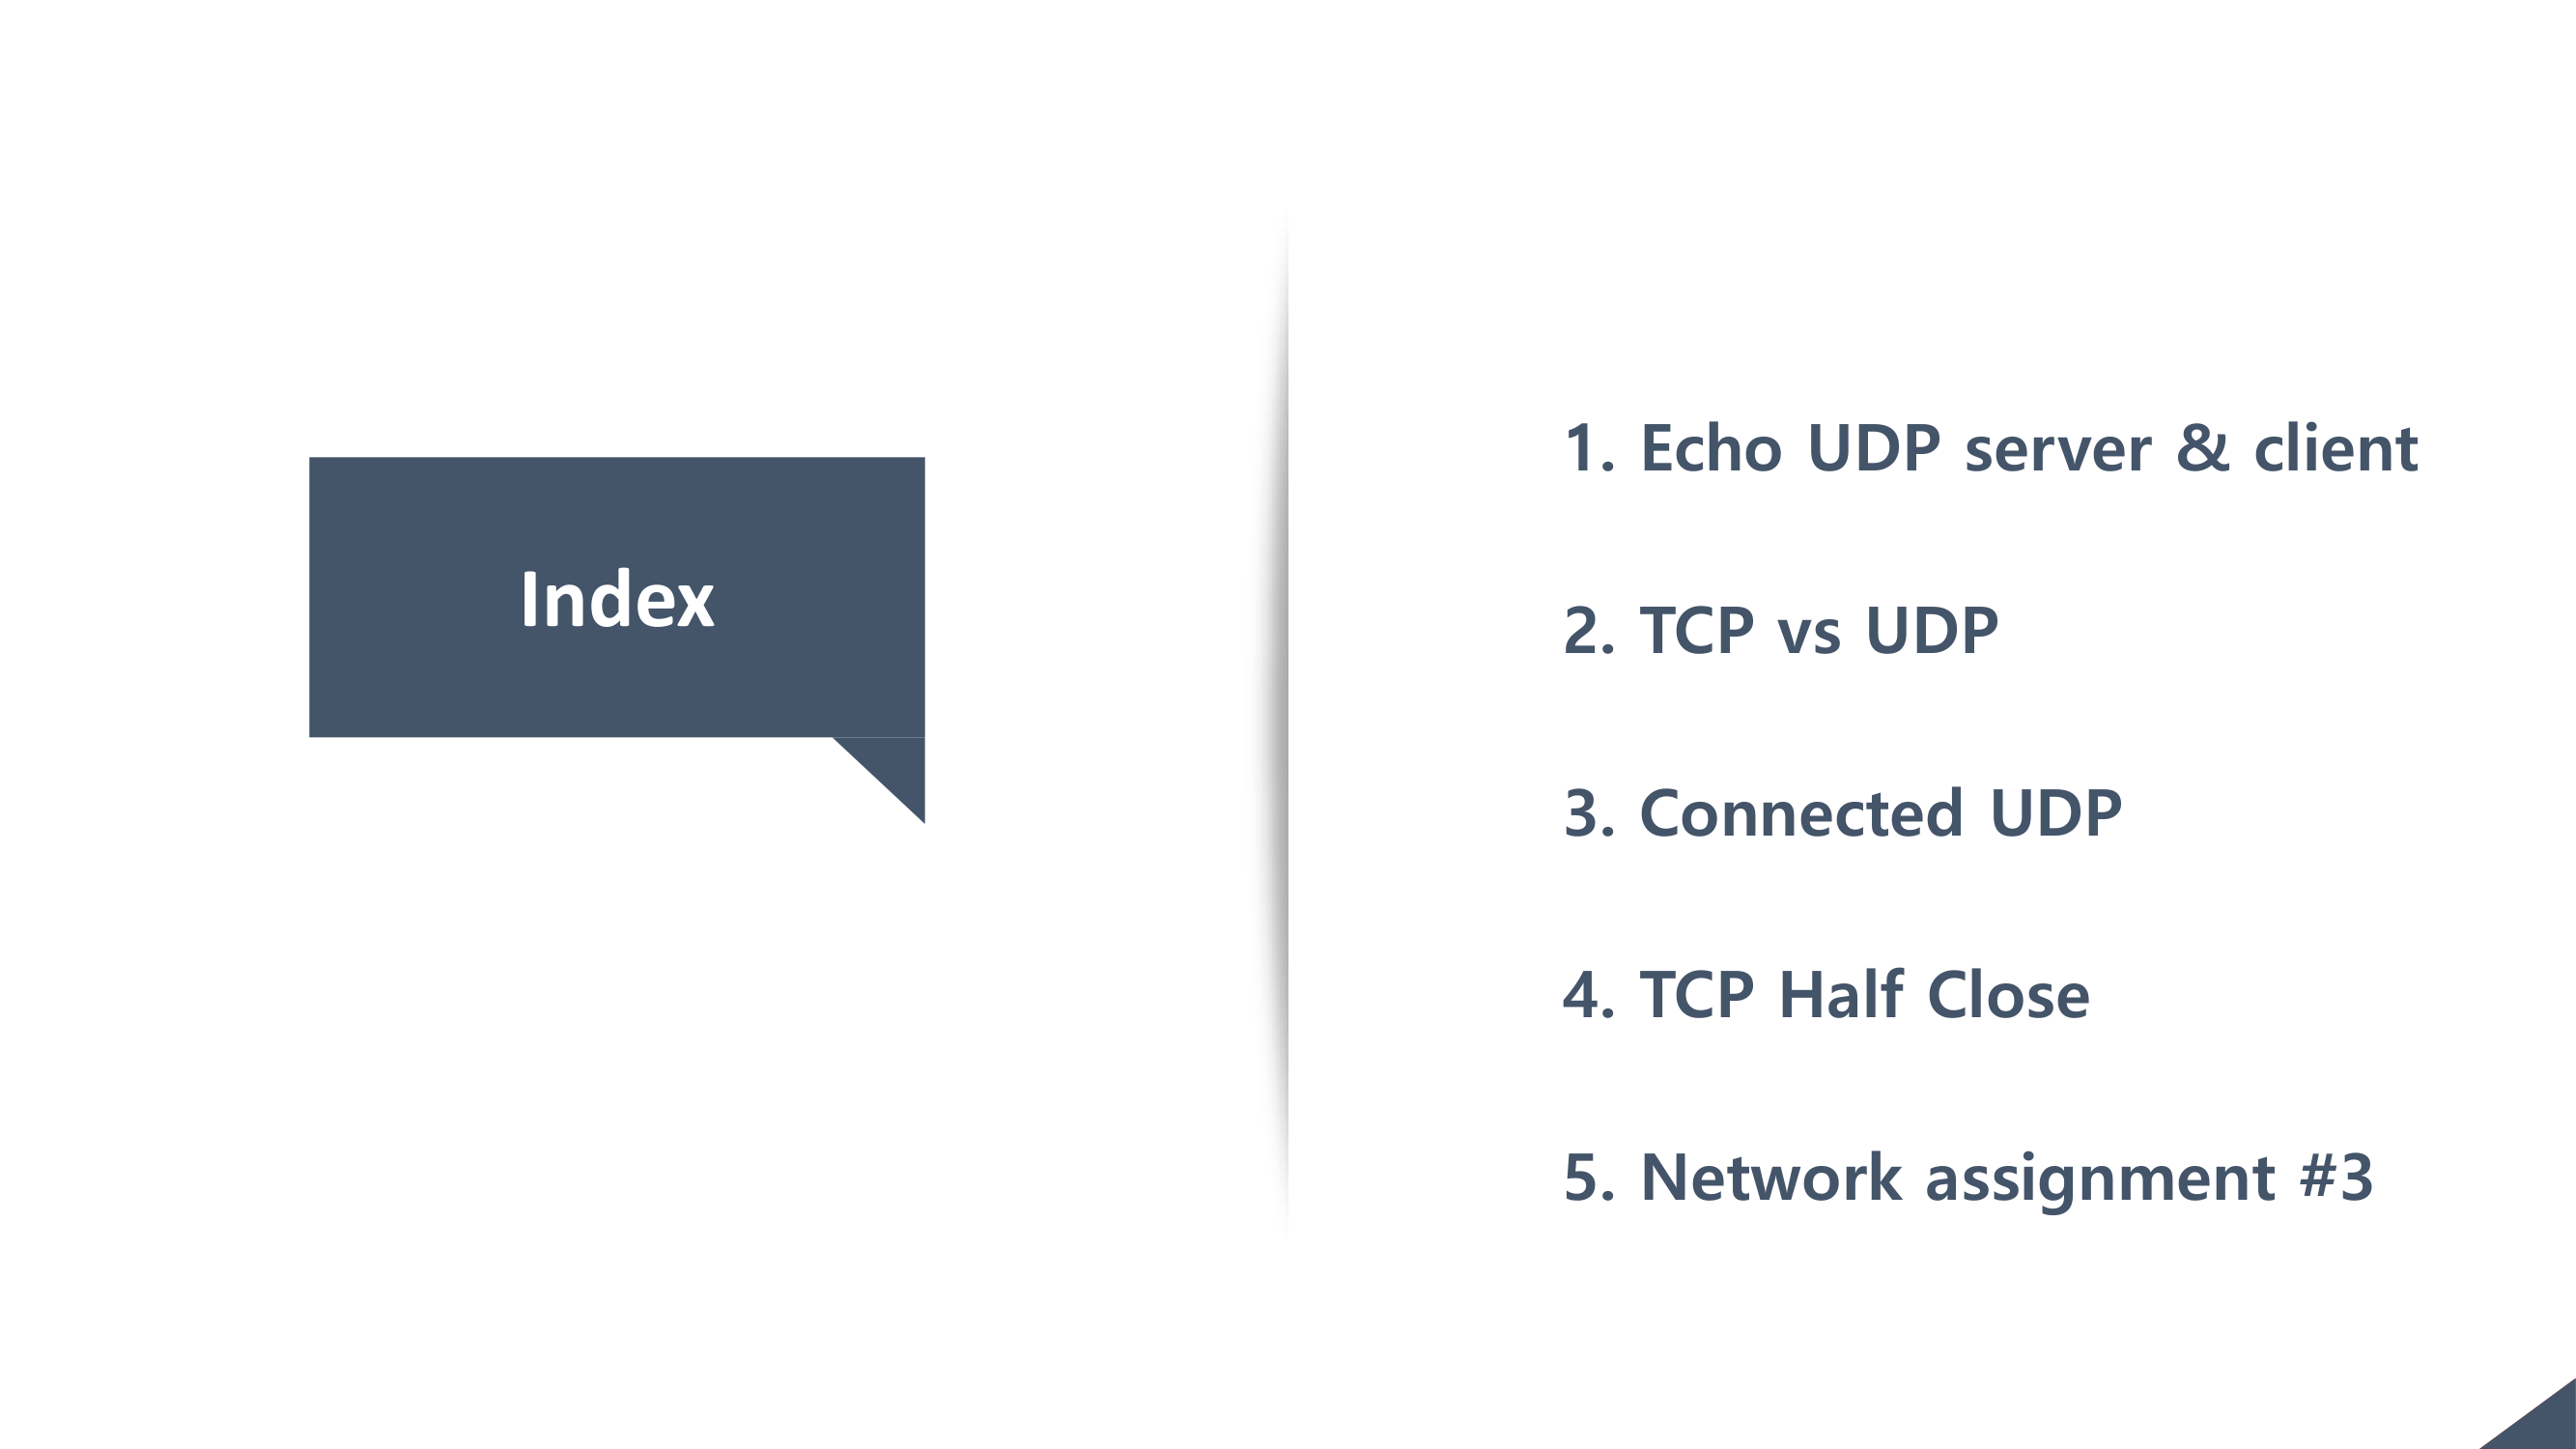 Index
1. Echo UDP server & client
2. TCP vs UDP
3. Connected UDP
4. TCP Half Close
5. Network assignment #3